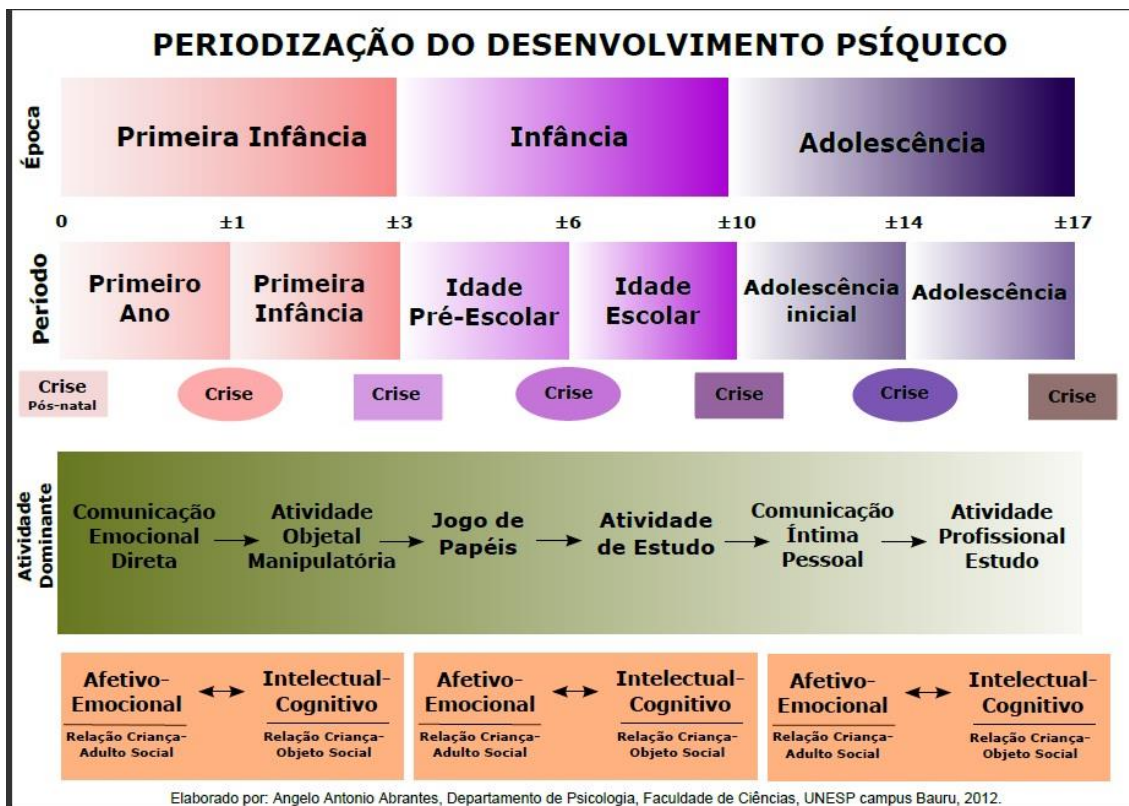 PERIODIZAÇÃO DO DESENVOLVIMENTO PSÍQUICO
Época
Primeira Infância
Infância
Adolescência
0
±1
±3
±6
±10
±14
±17
Período
Primeiro
Ano
Primeira
Infância
Idade
Pré-Escolar
Idade
Escolar
Adolescência
inicial
Adolescência
Crise
Pós-natal
Crise
Crise
Crise
Crise
Crise
Crise
Atividade
Dominante
Comunicação
Emocional
Direta
Atividade
Objetal
Manipulatória
Jogo de
Papéis
Atividade
de Estudo
Comunicação
Íntima
Pessoal
Atividade
Profissional
Estudo
Afetivo-
Emocional
Relação Criança-
Adulto Social
Intelectual-
Cognitivo
Relação Criança-
Objeto Social
Afetivo-
Emocional
Relação Criança-
Adulto Social
Intelectual-
Cognitivo
Relação Criança-
Objeto Social
Afetivo-
Emocional
Relação Criança-
Adulto Social
Intelectual-
Cognitivo
Relação Criança-
Objeto Social
Elaborado por: Angelo Antonio Abrantes, Departamento de Psicologia, Faculdade de Ciências, UNESP campus Bauru, 2012.